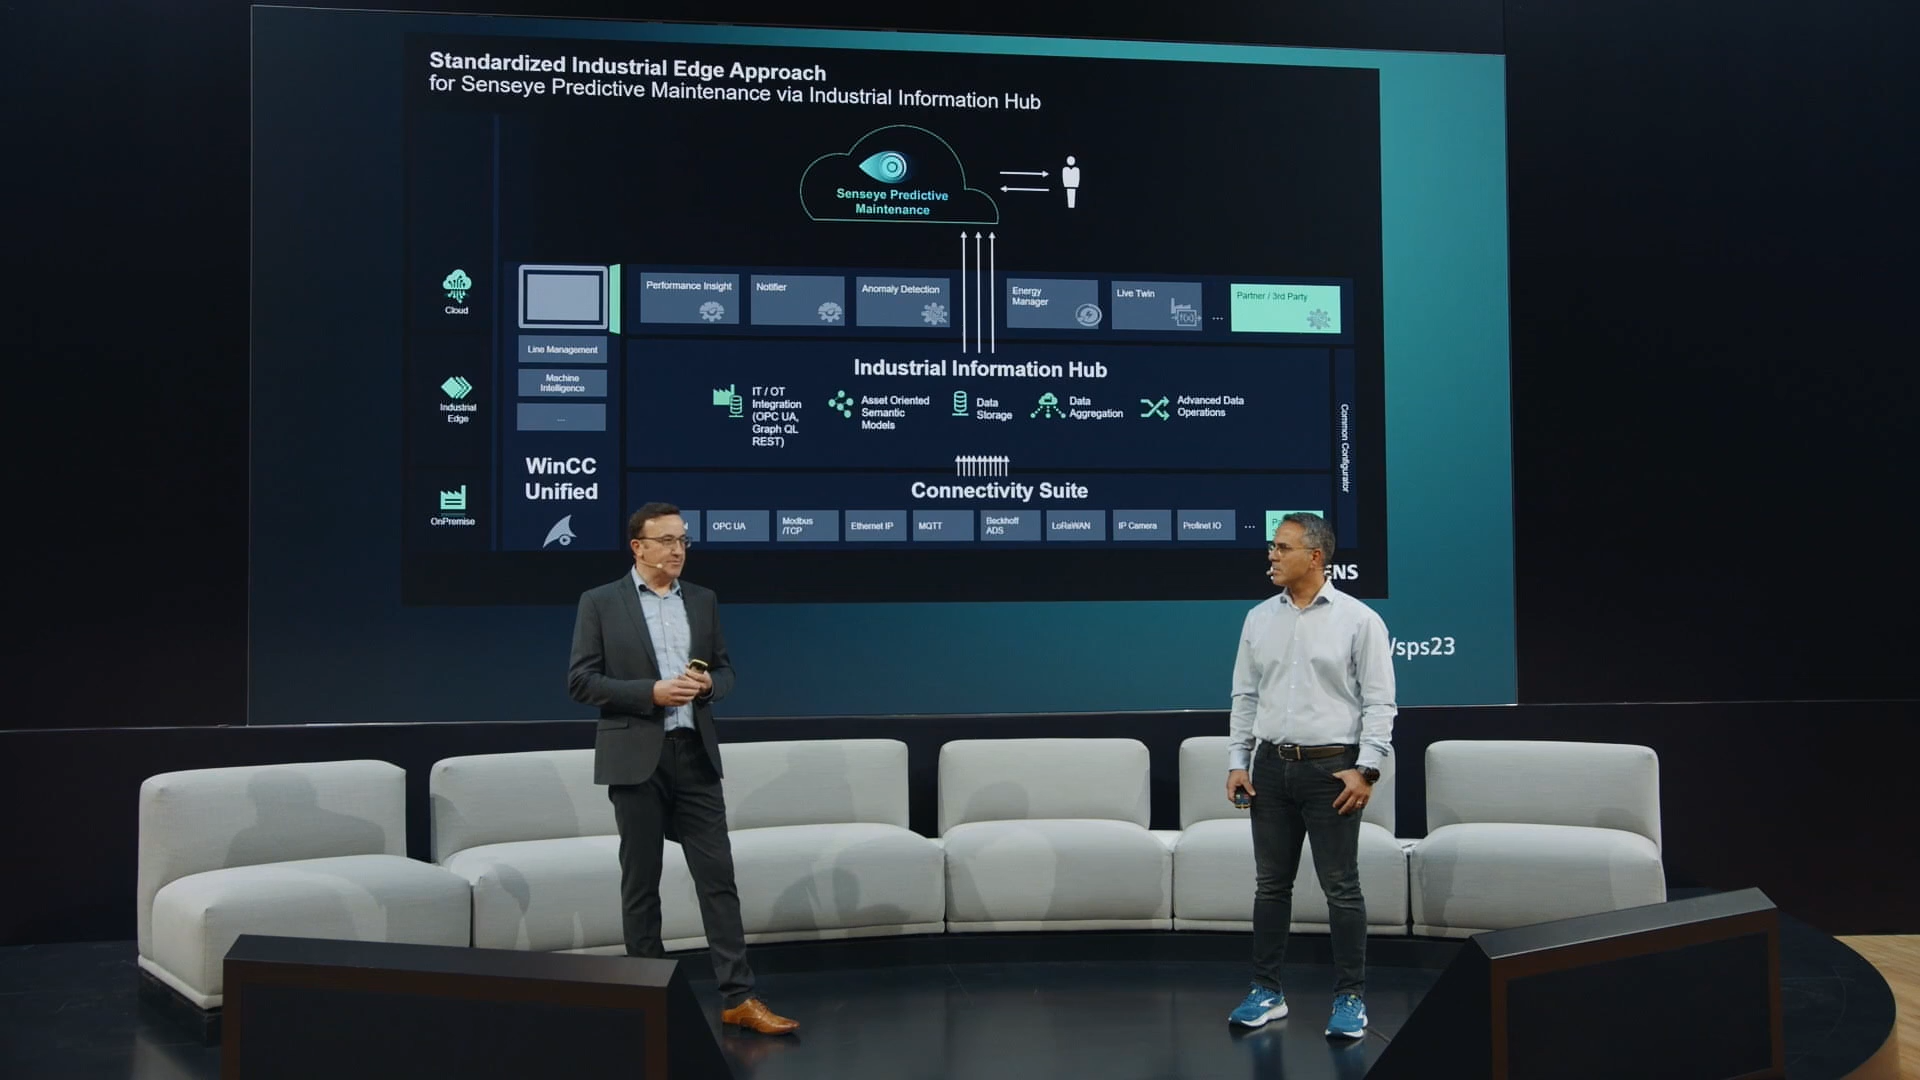 Standardized Industrial Edge Approach
for Senseye Predictive Maintenance via Industrial Information Hub
Senseye Predictive
Maintenance
Cloud
Performance Insight
Notifier
Anomaly Detection
Energy
Manager
Live Twin
f(x)
...
Partner / 3rd Party
Line Management
Machine
Intelligence
...
Industrial
Edge
Industrial Information Hub
IT / OT
Integration
(OPC UA,
Graph QL
REST)
Asset Oriented
Semantic
Models
Data
Storage
Data
Aggregation
Advanced Data
Operations
Common Configurator
WinCC
Unified
OnPremise
Connectivity Suite
OPC UA
Modbus
/TCP
Ethernet IP
MQTT
Beckhoff
ADS
LoRaWAN
IP Camera
Profinet IO
...
ENS
/sps23